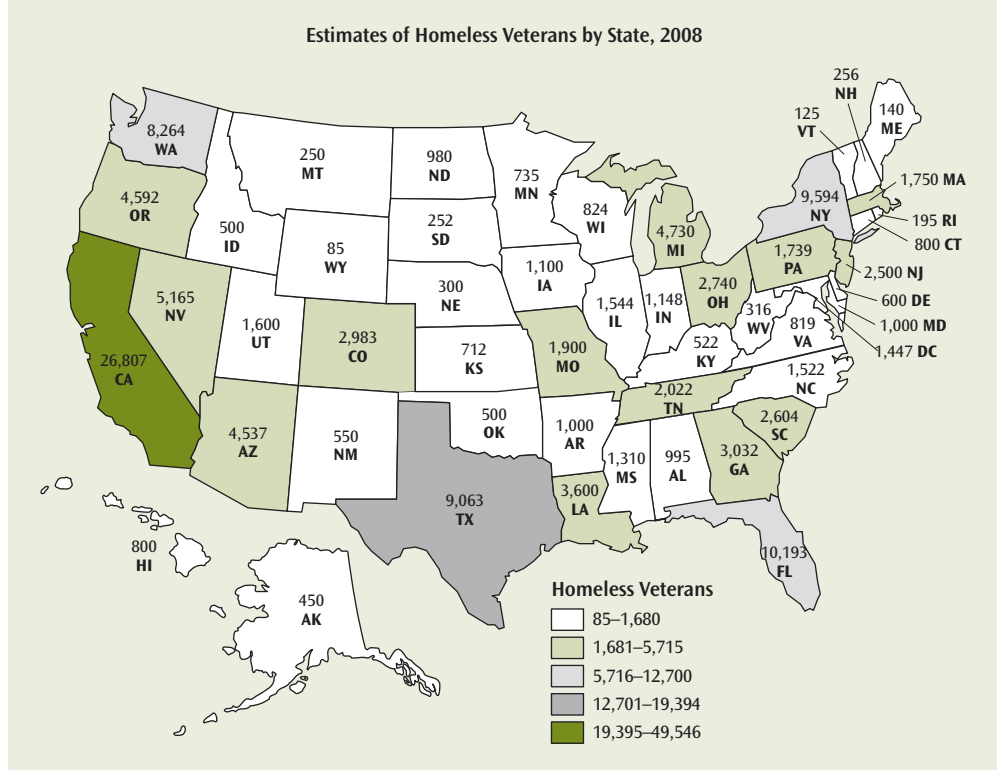 Estimates of Homeless Veterans by State, 2008
256
NH
125
VT
140
ME
8,264
WA
250
MT
980
ND
735
MN
4,592
OR
500
ID
85
WY
252
SD
824
WI
4,730
MI
9,594
NY
1,750 MA
195 RI
800 CT
1,739
PA
2,500 NJ
600 DE
1,000 MD
1,447 DC
5,165
NV
1,600
UT
2,983
CO
300
NE
1,100
IA
1,544
IL
1,148
IN
2,740
OH
316
WV
819
VA
26,807
CA
712
KS
1,900
MO
522
KY
1,522
NC
2,022
TN
2,604
SC
4,537
AZ
550
NM
500
OK
1,000
AR
1,310
MS
995
AL
3,032
GA
9,063
TX
3,600
LA
10,193
FL
800
HI
450
AK
Homeless Veterans
85–1,680
1,681–5,715
5,716–12,700
12,701–19,394
19,395–49,546